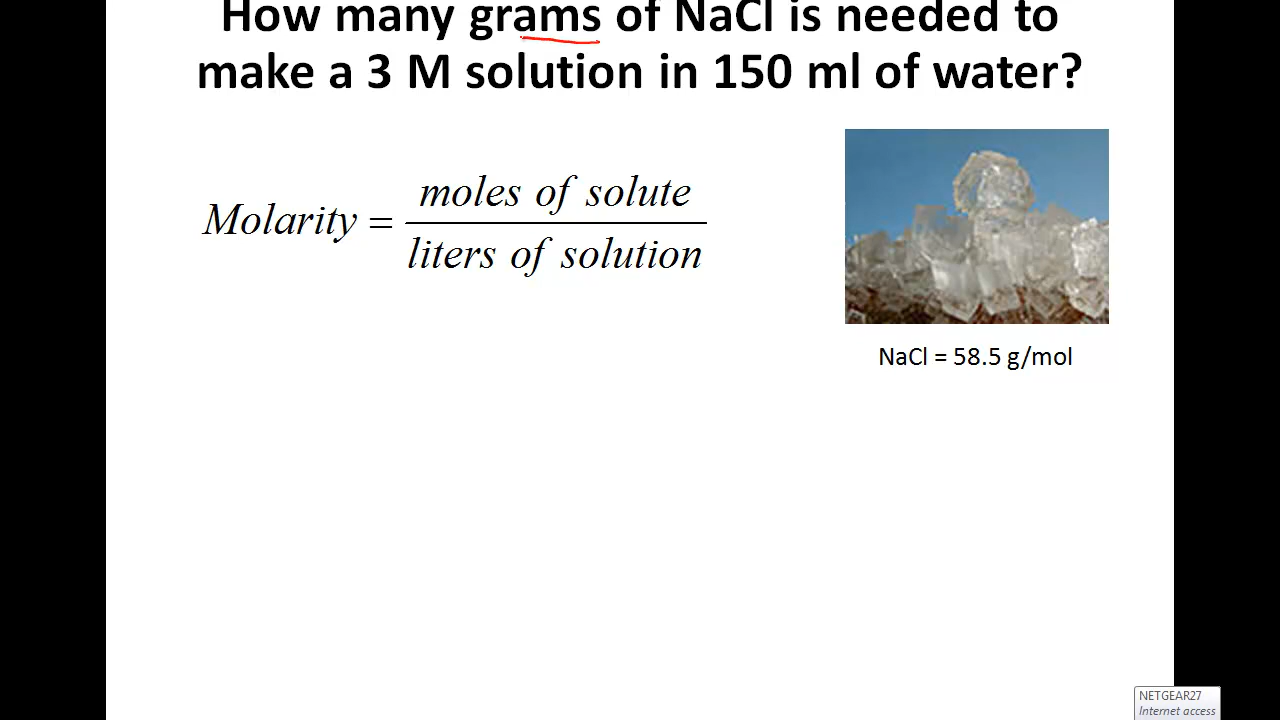 How many grams of NaCl is needed to
make a 3 M solution in 150 ml of water?
Molarity = moles of solute / liters of solution
NaCl = 58.5 g/mol
NETGEAR27
Internet access